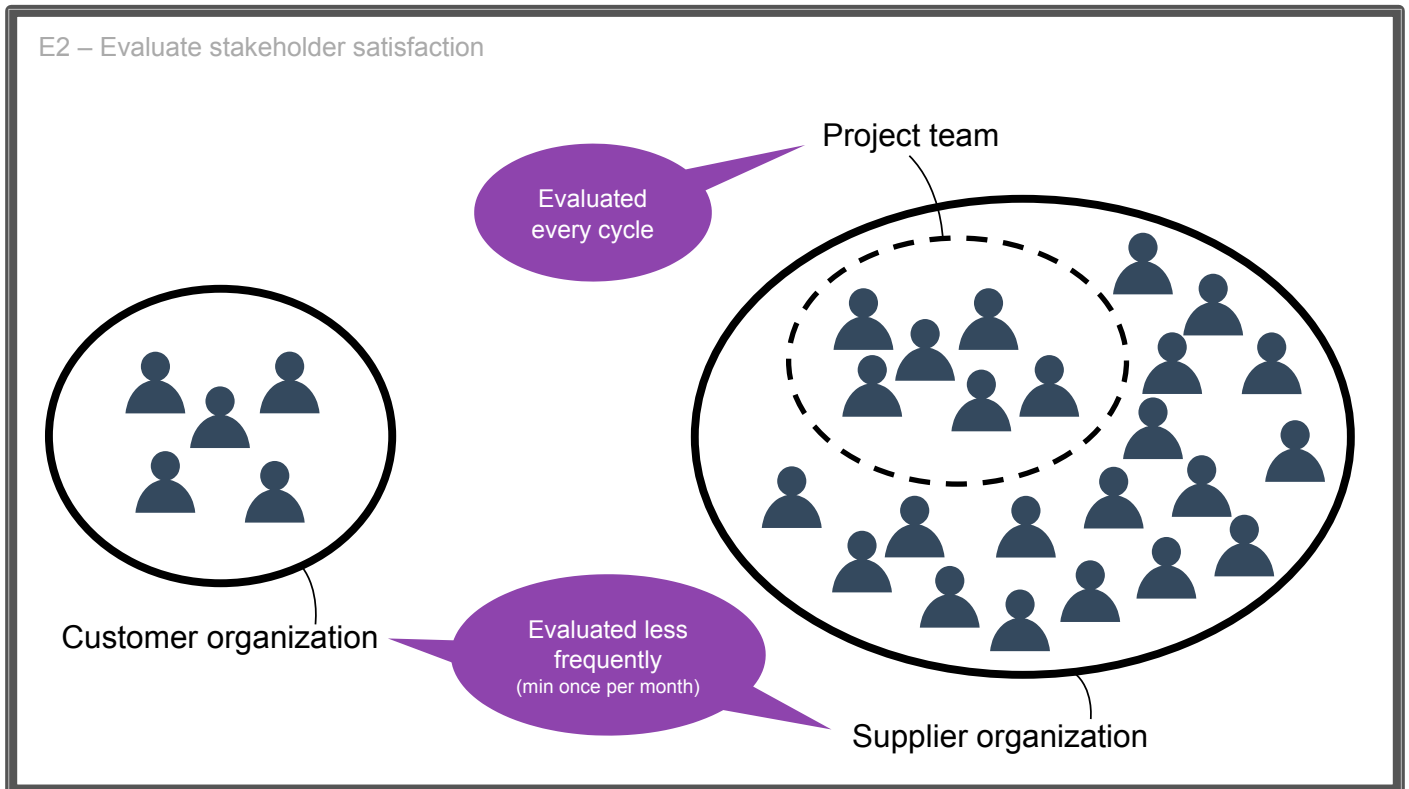 E2 – Evaluate stakeholder satisfaction
Project team
Evaluated
every cycle
Customer organization
Evaluated less
frequently
(min once per month)
Supplier organization